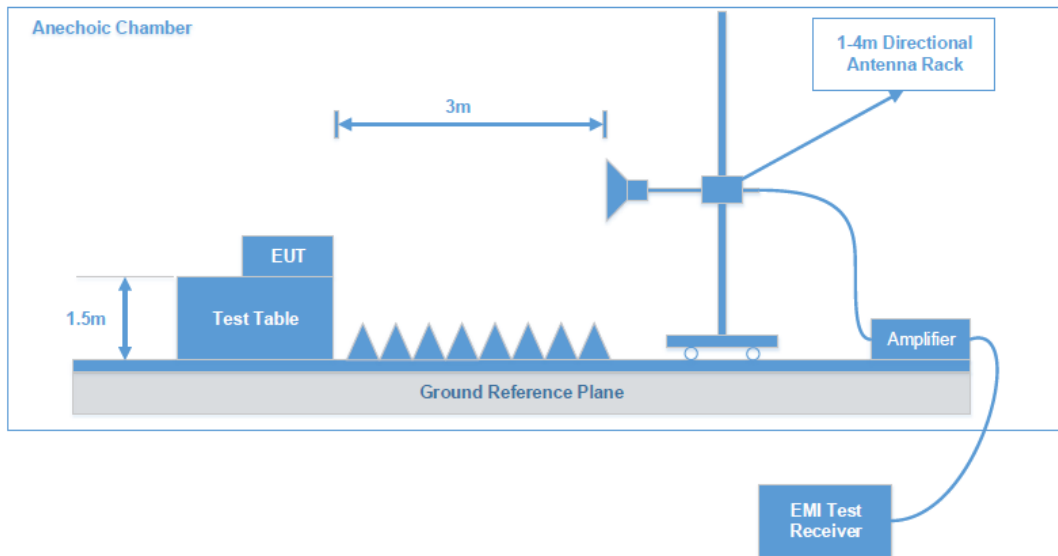 Anechoic Chamber
1-4m Directional
Antenna Rack
3m
EUT
1.5m
Test Table
Amplifier
Ground Reference Plane
EMI Test
Receiver